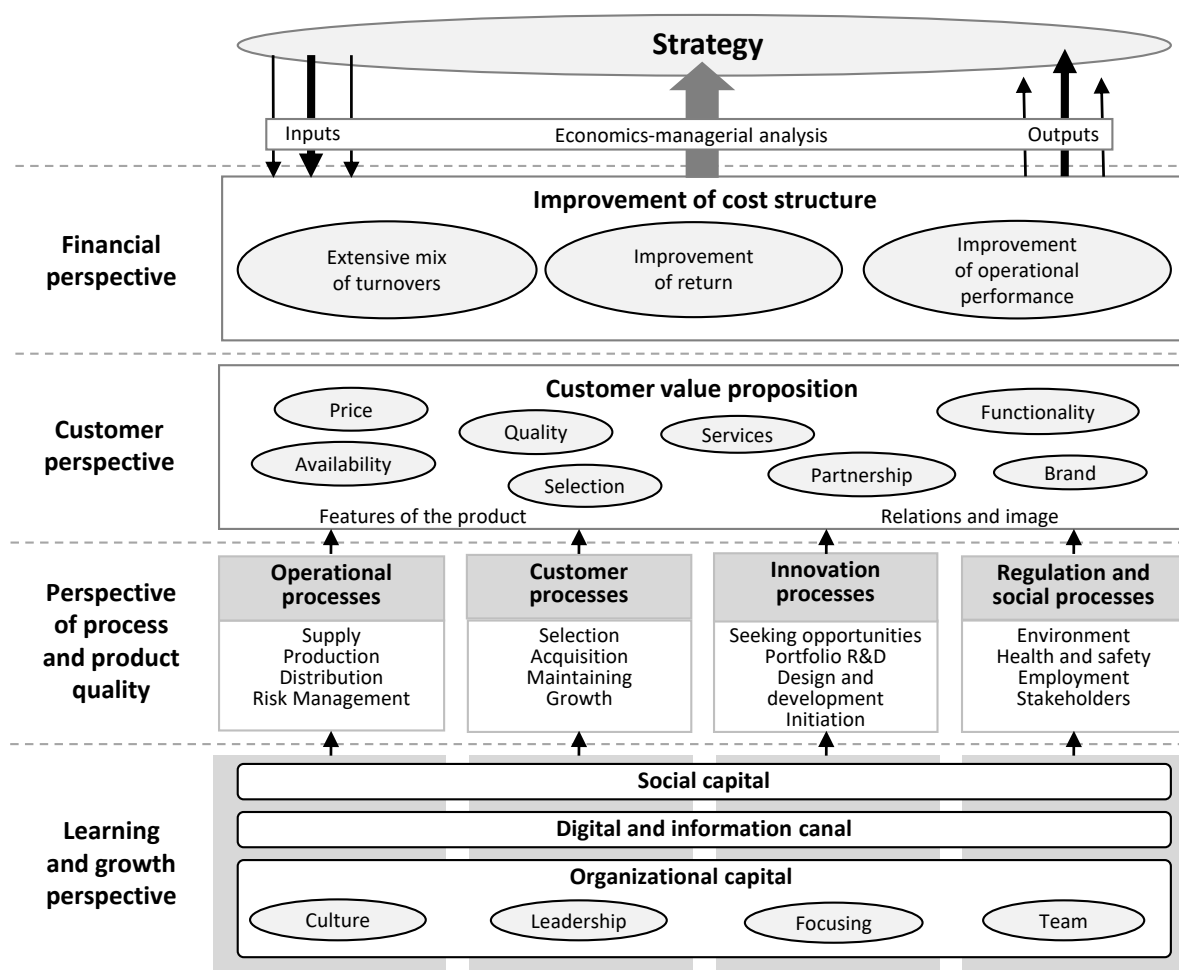 Strategy
Inputs
Economics-managerial analysis
Outputs
Financial
perspective
Improvement of cost structure
Extensive mix
of turnovers
Improvement
of return
Improvement
of operational
performance
Customer
perspective
Customer value proposition
Price
Quality
Services
Functionality
Availability
Selection
Partnership
Brand
Features of the product
Relations and image
Perspective
of process
and product
quality
Operational
processes
Supply
Production
Distribution
Risk Management
Customer
processes
Selection
Acquisition
Maintaining
Growth
Innovation
processes
Seeking opportunities
Portfolio R&D
Design and
development
Initiation
Regulation and
social processes
Environment
Health and safety
Employment
Stakeholders
Learning
and growth
perspective
Social capital
Digital and information canal
Organizational capital
Culture
Leadership
Focusing
Team